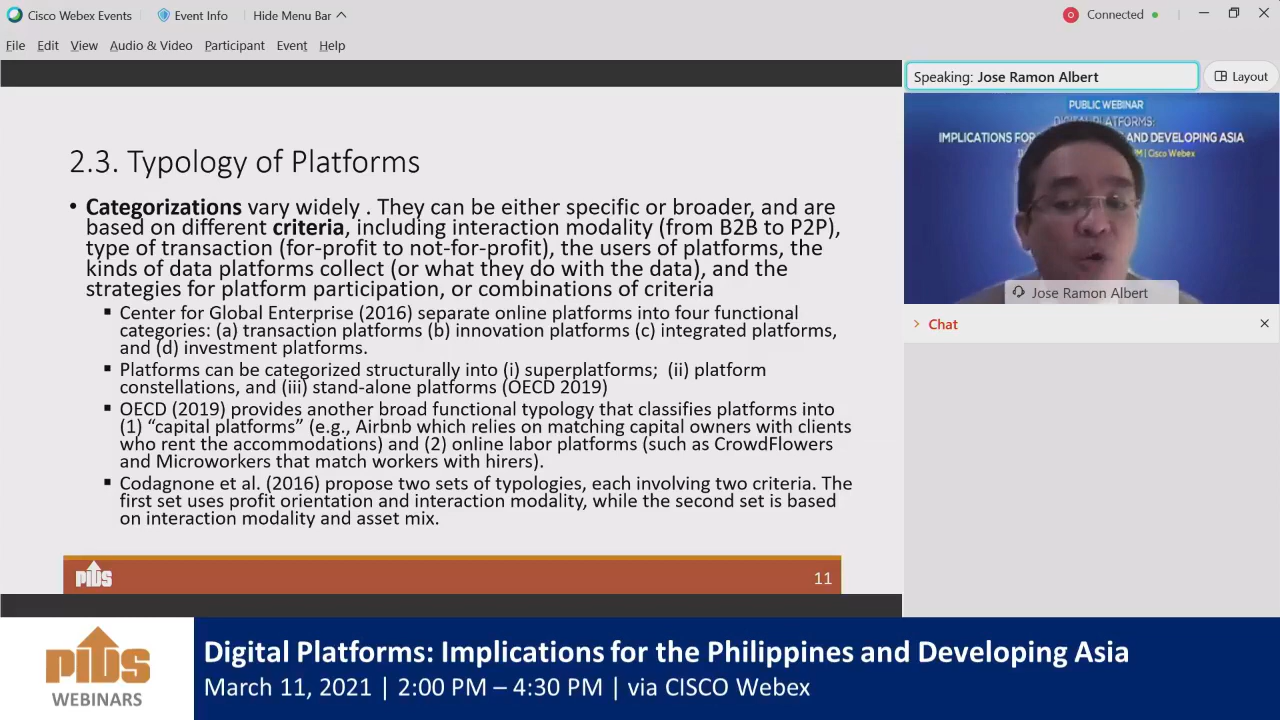 Cisco Webex Events
Event Info
Hide Menu Bar
Connected
File Edit View Audio & Video Participant Event Help
Speaking: Jose Ramon Albert
Layout
2.3. Typology of Platforms
• Categorizations vary widely . They can be either specific or broader, and are
based on different criteria, including interaction modality (from B2B to P2P),
type of transaction (for-profit to not-for-profit), the users of platforms, the
kinds of data platforms collect (or what they do with the data), and the
strategies for platform participation, or combinations of criteria
▪ Center for Global Enterprise (2016) separate online platforms into four functional
categories: (a) transaction platforms (b) innovation platforms (c) integrated platforms,
and (d) investment platforms.
▪ Platforms can be categorized structurally into (i) superplatforms; (ii) platform
constellations, and (iii) stand-alone platforms (OECD 2019)
▪ OECD (2019) provides another broad functional typology that classifies platforms into
(1) “capital platforms” (e.g., Airbnb which relies on matching capital owners with clients
who rent the accommodations) and (2) online labor platforms (such as CrowdFlowers
and Microworkers that match workers with hirers).
▪ Codagnone et al. (2016) propose two sets of typologies, each involving two criteria. The
first set uses profit orientation and interaction modality, while the second set is based
on interaction modality and asset mix.
PIDS
11
PUBLIC WEBINAR
DIGITAL PLATFORMS:
IMPLICATIONS FOR AND DEVELOPING ASIA
PM | Cisco Webex
Jose Ramon Albert
Chat
PIDS
WEBINARS
Digital Platforms: Implications for the Philippines and Developing Asia
March 11, 2021 | 2:00 PM – 4:30 PM | via CISCO Webex